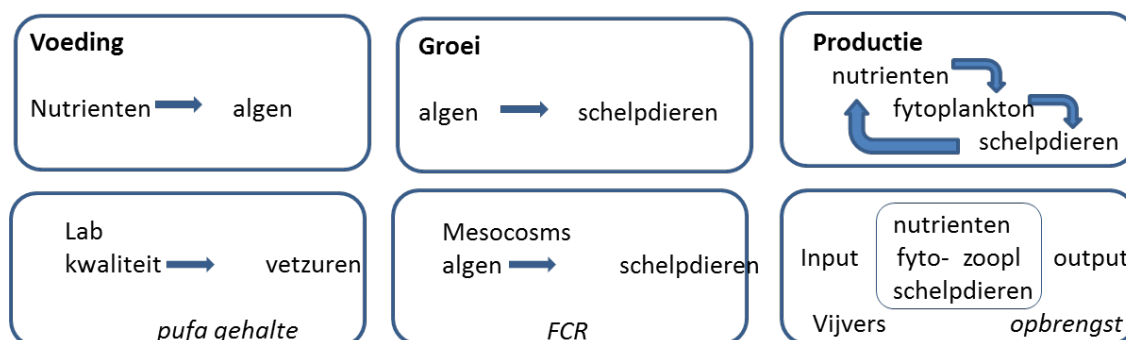 Voeding
Nutrienten algen
Groei
algen schelpdieren
Productie
nutrienten
fytoplankton
schelpdieren
Lab
kwaliteit vetzuren
pufa gehalte
Mesocosms
algen schelpdieren
FCR
nutrienten
Input fyto- zoopl output
schelpdieren
Vijvers opbrengst